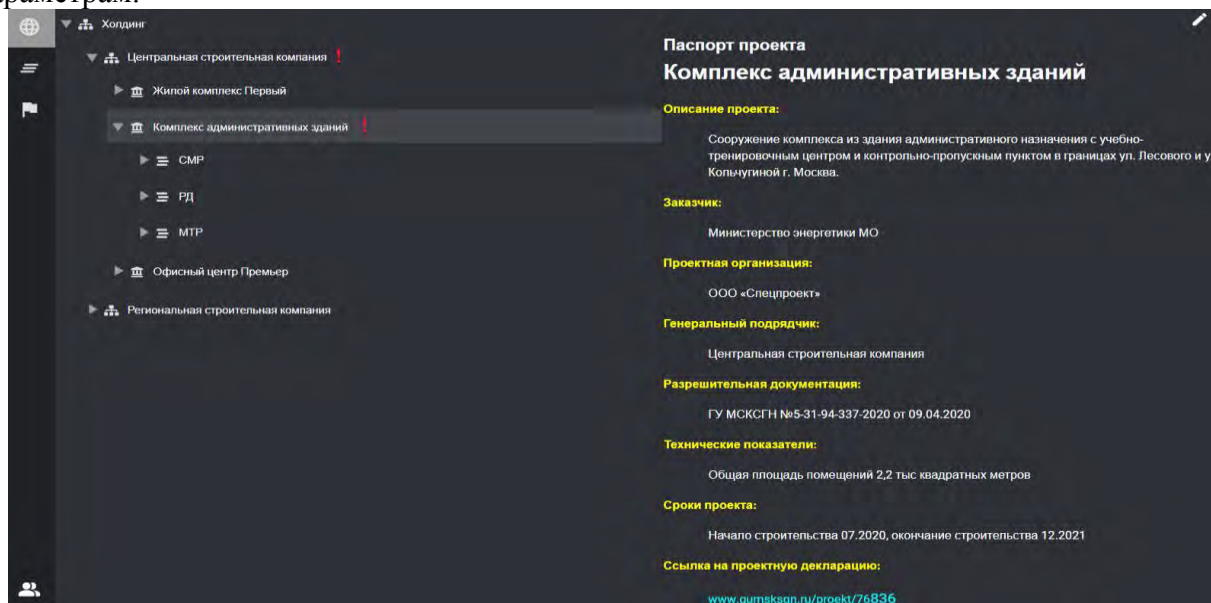 араметрам.
Холдинг
Центральная строительная компания !
Жилой комплекс Первый
Комплекс административных зданий !
СМР
РД
МТР
Офисный центр Премьер
Региональная строительная компания
Паспорт проекта
Комплекс административных зданий
Описание проекта:
Сооружение комплекса из здания административного назначения с учебно-
тренировочным центром и контрольно-пропускным пунктом в границах ул. Лесового и у
Кольчугиной г. Москва.
Заказчик:
Министерство энергетики МО
Проектная организация:
ООО «Спецпроект»
Генеральный подрядчик:
Центральная строительная компания
Разрешительная документация:
ГУ МСКСГН №5-31-94-337-2020 от 09.04.2020
Технические показатели:
Общая площадь помещений 2,2 тыс квадратных метров
Сроки проекта:
Начало строительства 07.2020, окончание строительства 12.2021
Ссылка на проектную декларацию:
www.gumsksgn.ru/proekt/76836